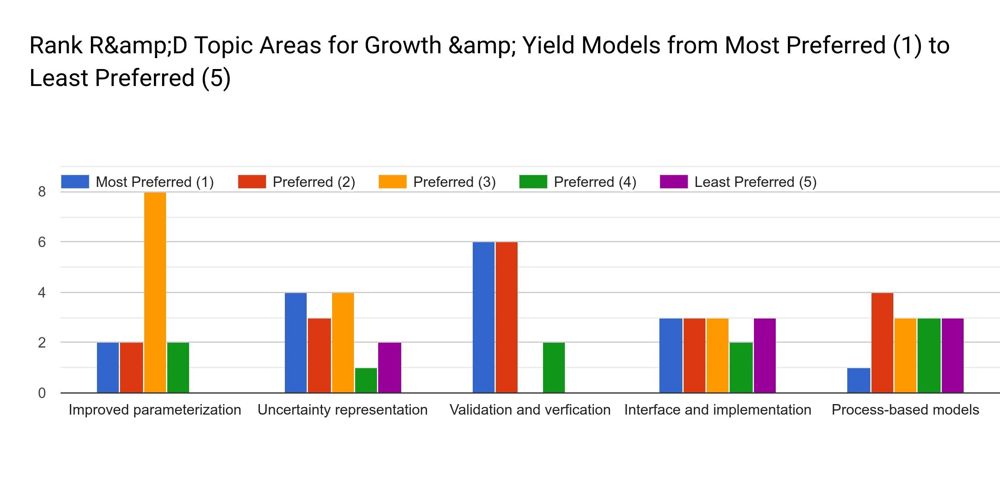 Rank R&amp;D Topic Areas for Growth &amp; Yield Models from Most Preferred (1) to
Least Preferred (5)
Most Preferred (1) Preferred (2) Preferred (3) Preferred (4) Least Preferred (5)
8
6
4
2
0
Improved parameterization Uncertainty representation Validation and verfication Interface and implementation Process-based models